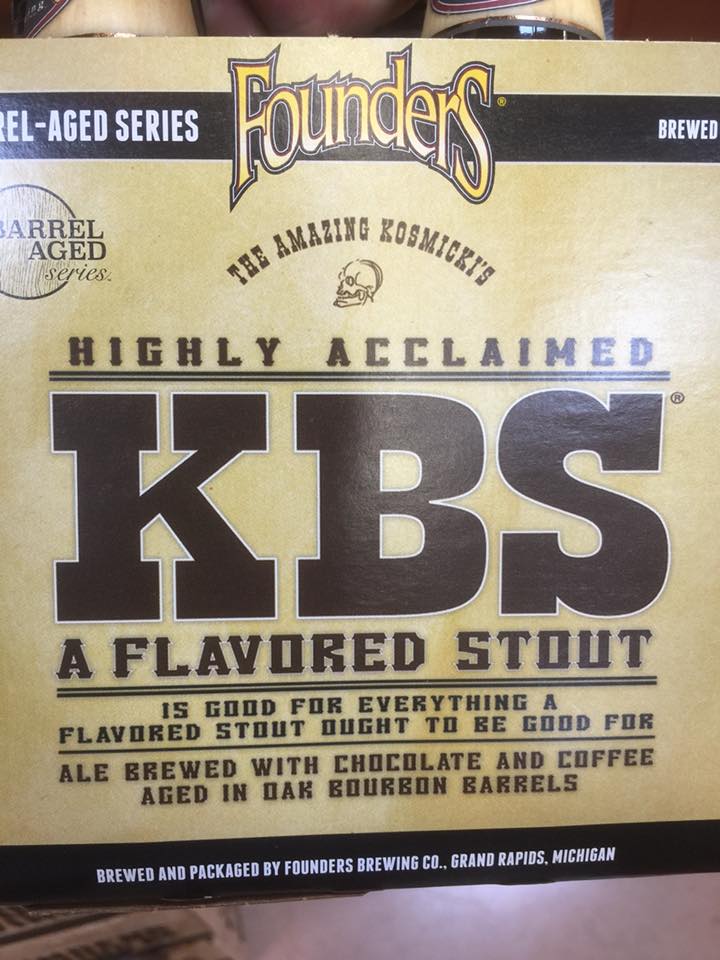 REL-AGED SERIES
Founders®
BREWED
BARREL
AGED
series.
THE AMAZING KOSMICKI'S
HIGHLY ACCLAIMED
KBS®
A FLAVORED STOUT
IS GOOD FOR EVERYTHING A
FLAVORED STOUT OUGHT TO BE GOOD FOR
ALE BREWED WITH CHOCOLATE AND COFFEE
AGED IN OAK BOURBON BARRELS
BREWED AND PACKAGED BY FOUNDERS BREWING CO., GRAND RAPIDS, MICHIGAN